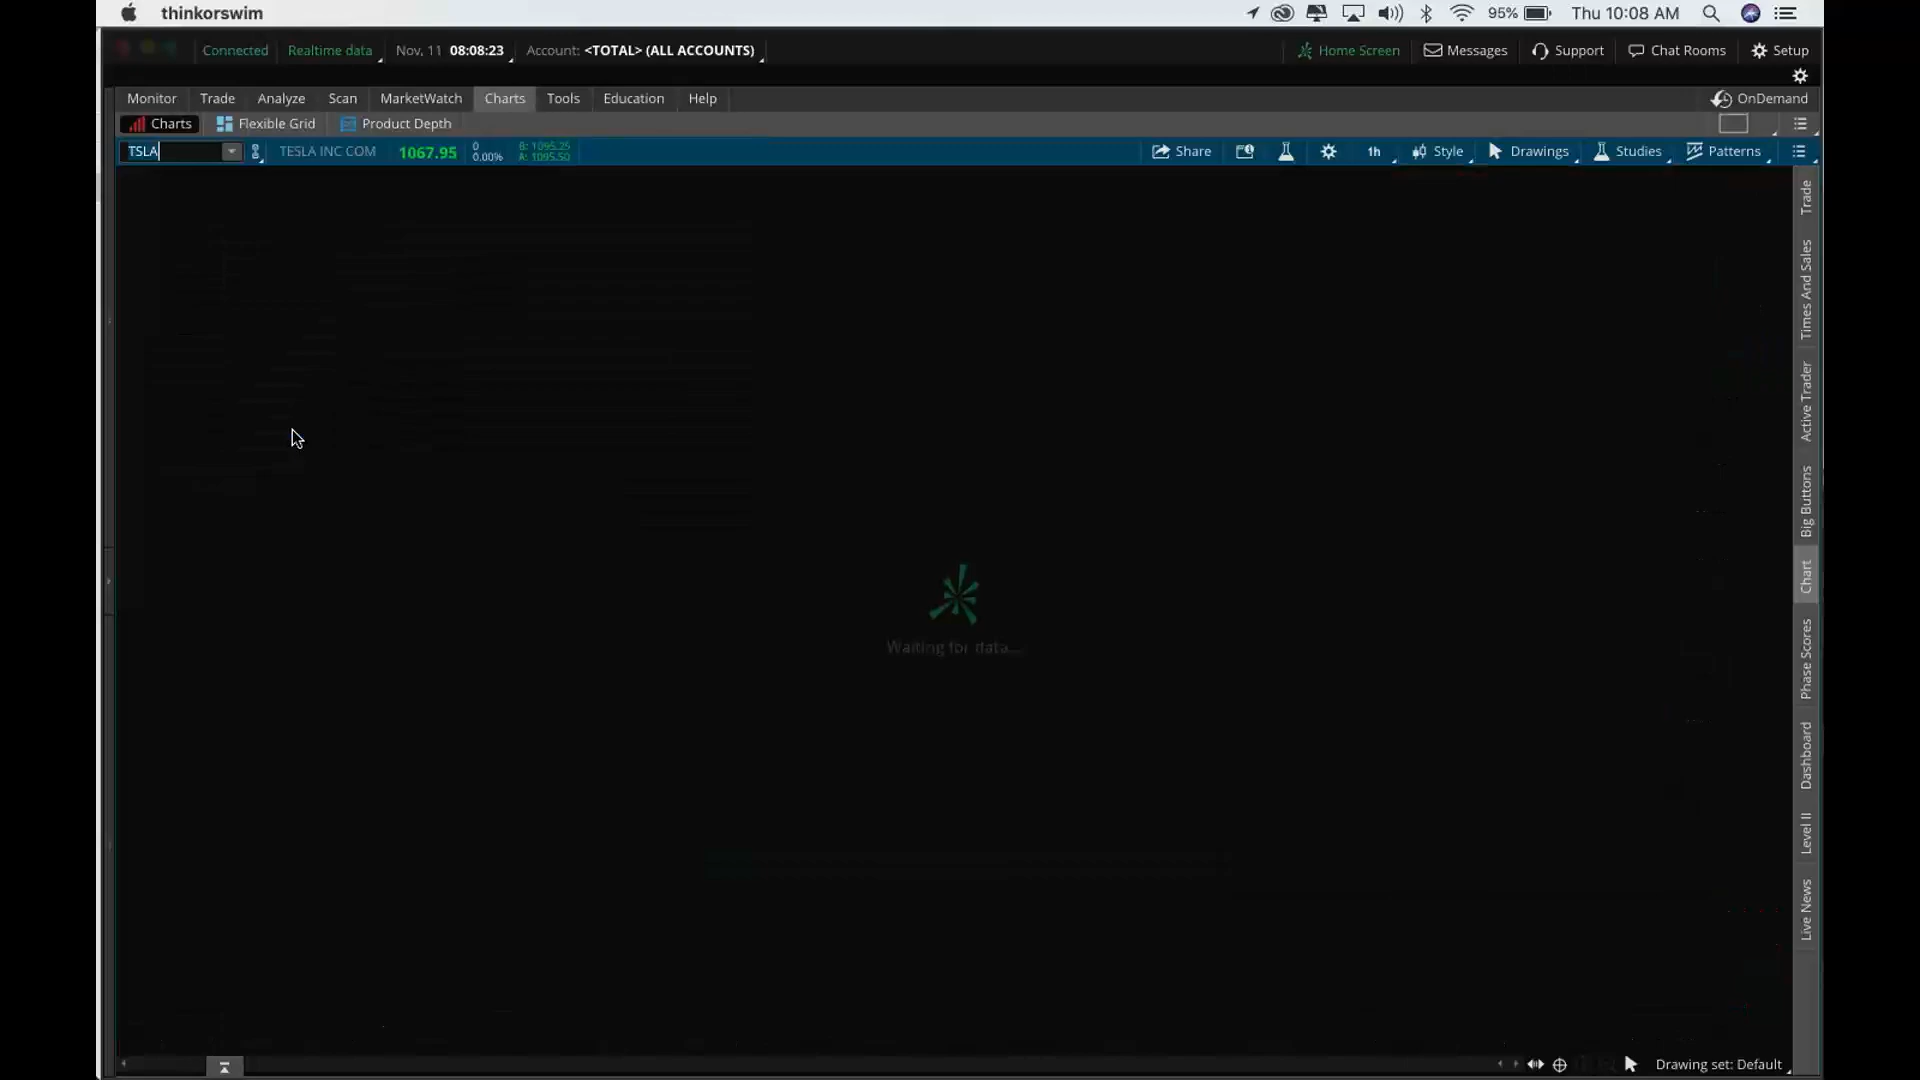 thinkorswim
95%
Thu 10:08 AM
Connected
Realtime data
Nov, 11 08:08:23
Account: <TOTAL> (ALL ACCOUNTS)
Home Screen
Messages
Support
Chat Rooms
Setup
Monitor
Trade
Analyze
Scan
MarketWatch
Charts
Tools
Education
Help
OnDemand
Charts
Flexible Grid
Product Depth
TSLA
TESLA INC COM
1067.95
0
0.00%
B: 1095.25
A: 1095.50
Share
1h
Style
Drawings
Studies
Patterns
Trade
Times And Sales
Active Trader
Big Buttons
Chart
Phase Scores
Dashboard
Level II
Live News
Waiting for data...
Drawing set: Default